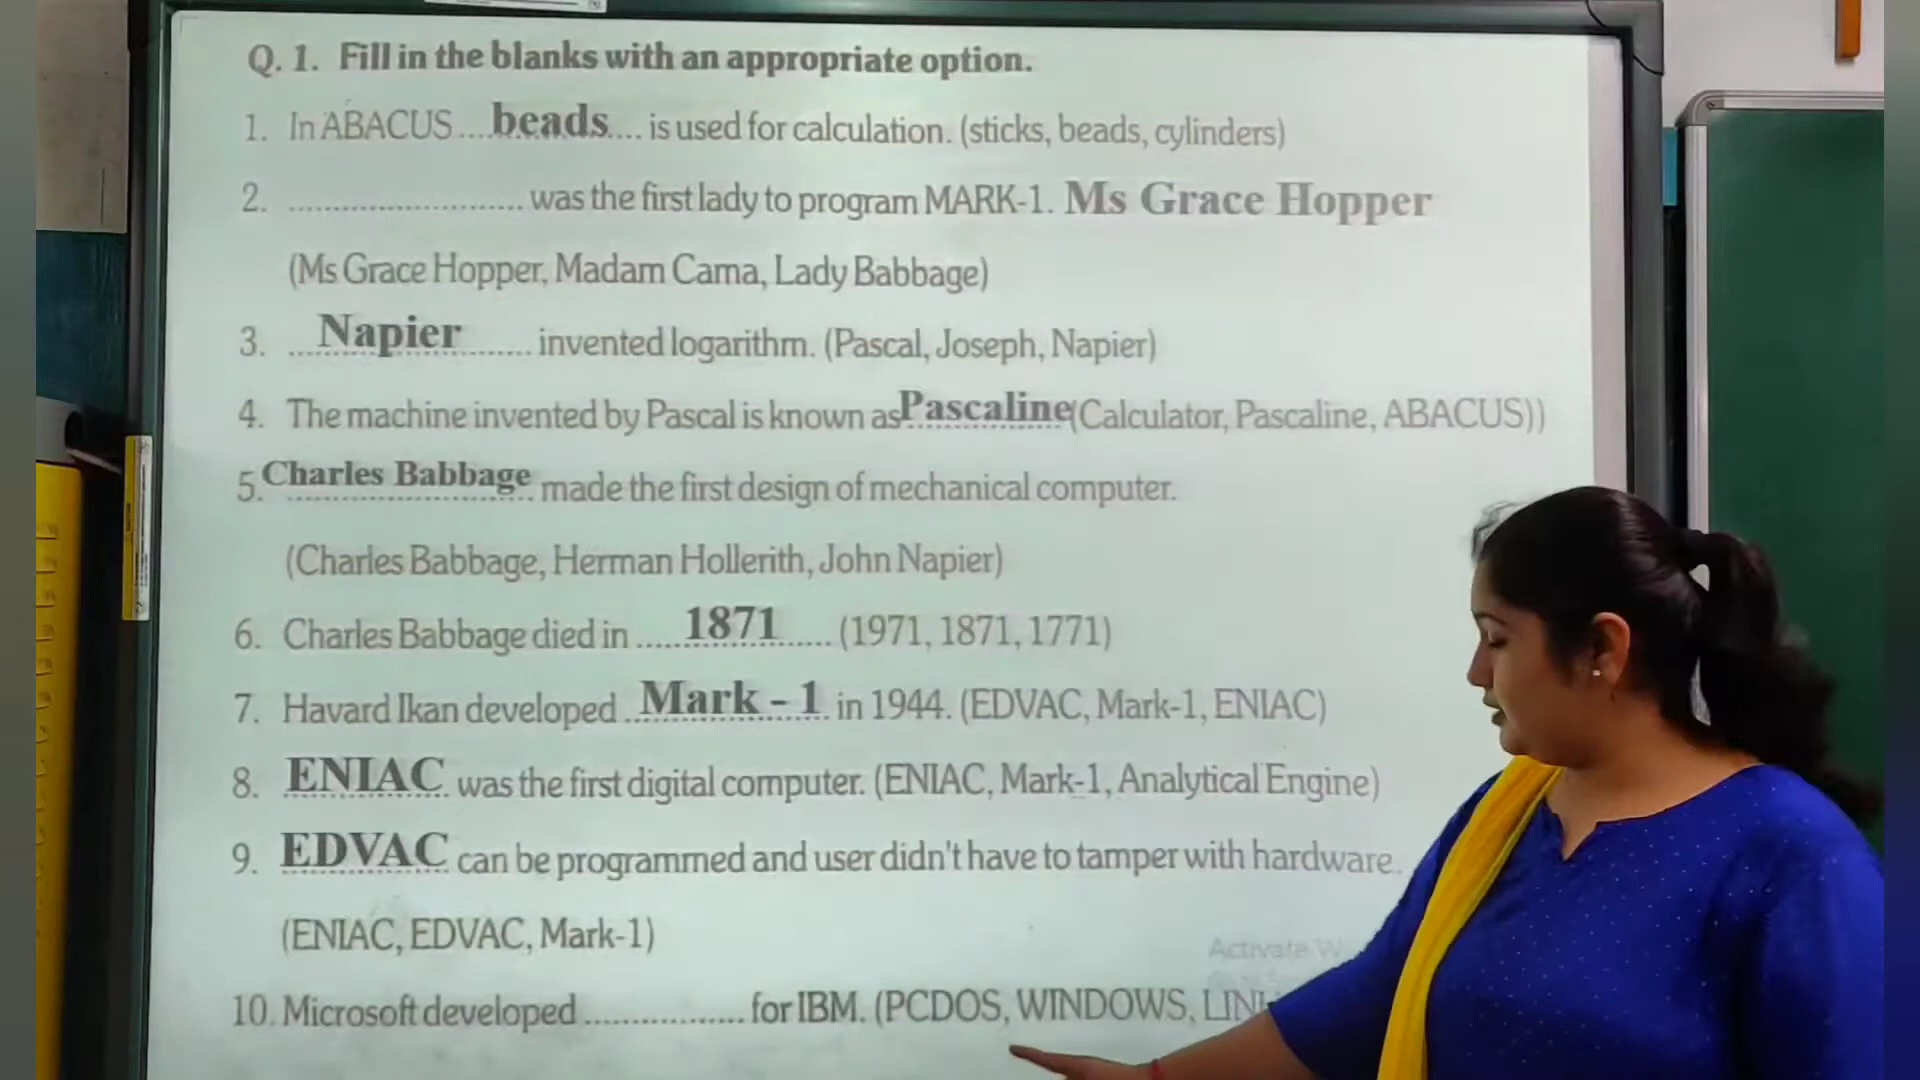 Q. 1. Fill in the blanks with an appropriate option.
1. In ABACUS ....beads.... is used for calculation. (sticks, beads, cylinders)
2. ........................ was the first lady to program MARK-1. Ms Grace Hopper
(Ms Grace Hopper, Madam Cama, Lady Babbage)
3. ...Napier....... invented logarithm. (Pascal, Joseph, Napier)
4. The machine invented by Pascal is known as Pascaline (Calculator, Pascaline, ABACUS))
5. Charles Babbage made the first design of mechanical computer.
(Charles Babbage, Herman Hollerith, John Napier)
6. Charles Babbage died in .....1871..... (1971, 1871, 1771)
7. Havard Ikan developed ..Mark - 1. in 1944. (EDVAC, Mark-1, ENIAC)
8. ENIAC was the first digital computer. (ENIAC, Mark-1, Analytical Engine)
9. EDVAC can be programmed and user didn't have to tamper with hardware.
(ENIAC, EDVAC, Mark-1)
Activate W
10. Microsoft developed ................. for IBM. (PCDOS, WINDOWS,